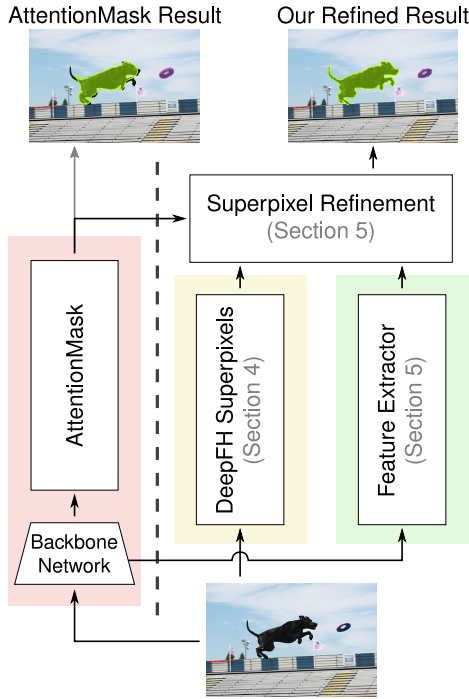 AttentionMask Result
Our Refined Result
Superpixel Refinement
(Section 5)
AttentionMask
DeepFH Superpixels
(Section 4)
Feature Extractor
(Section 5)
Backbone
Network